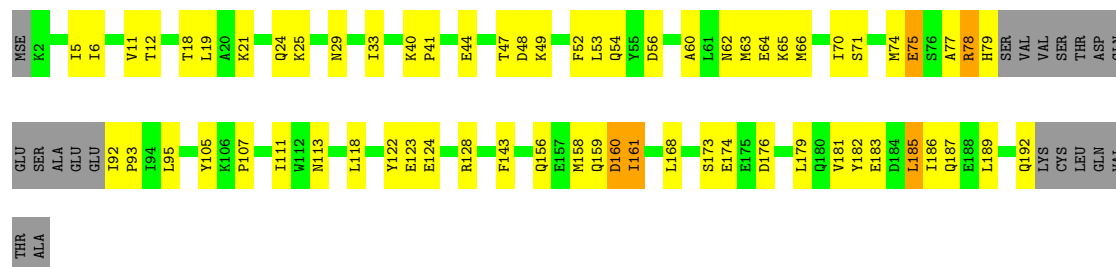 MSE K2 I5 I6 V11 T12 T18 L19 A20 K21 Q24 K25 N29 I33 K40 P41 E44 T47 D48 K49 F52 L53 Q54 Y55 D56 A60 L61 N62 M63 E64 K65 M66 I70 S71 M74 E75 S76 A77 R78 H79 SER VAL VAL SER THR ASP GLN
GLU SER ALA GLU GLU I92 P93 I94 L95 Y105 K106 P107 I111 W112 N113 L118 Y122 E123 E124 R128 F143 Q156 E157 M158 Q159 D160 I161 L168 S173 E174 E175 D176 L179 Q180 V181 Y182 E183 D184 L185 I186 Q187 E188 L189 Q192 LYS CYS LEU GLN VAL
THR ALA